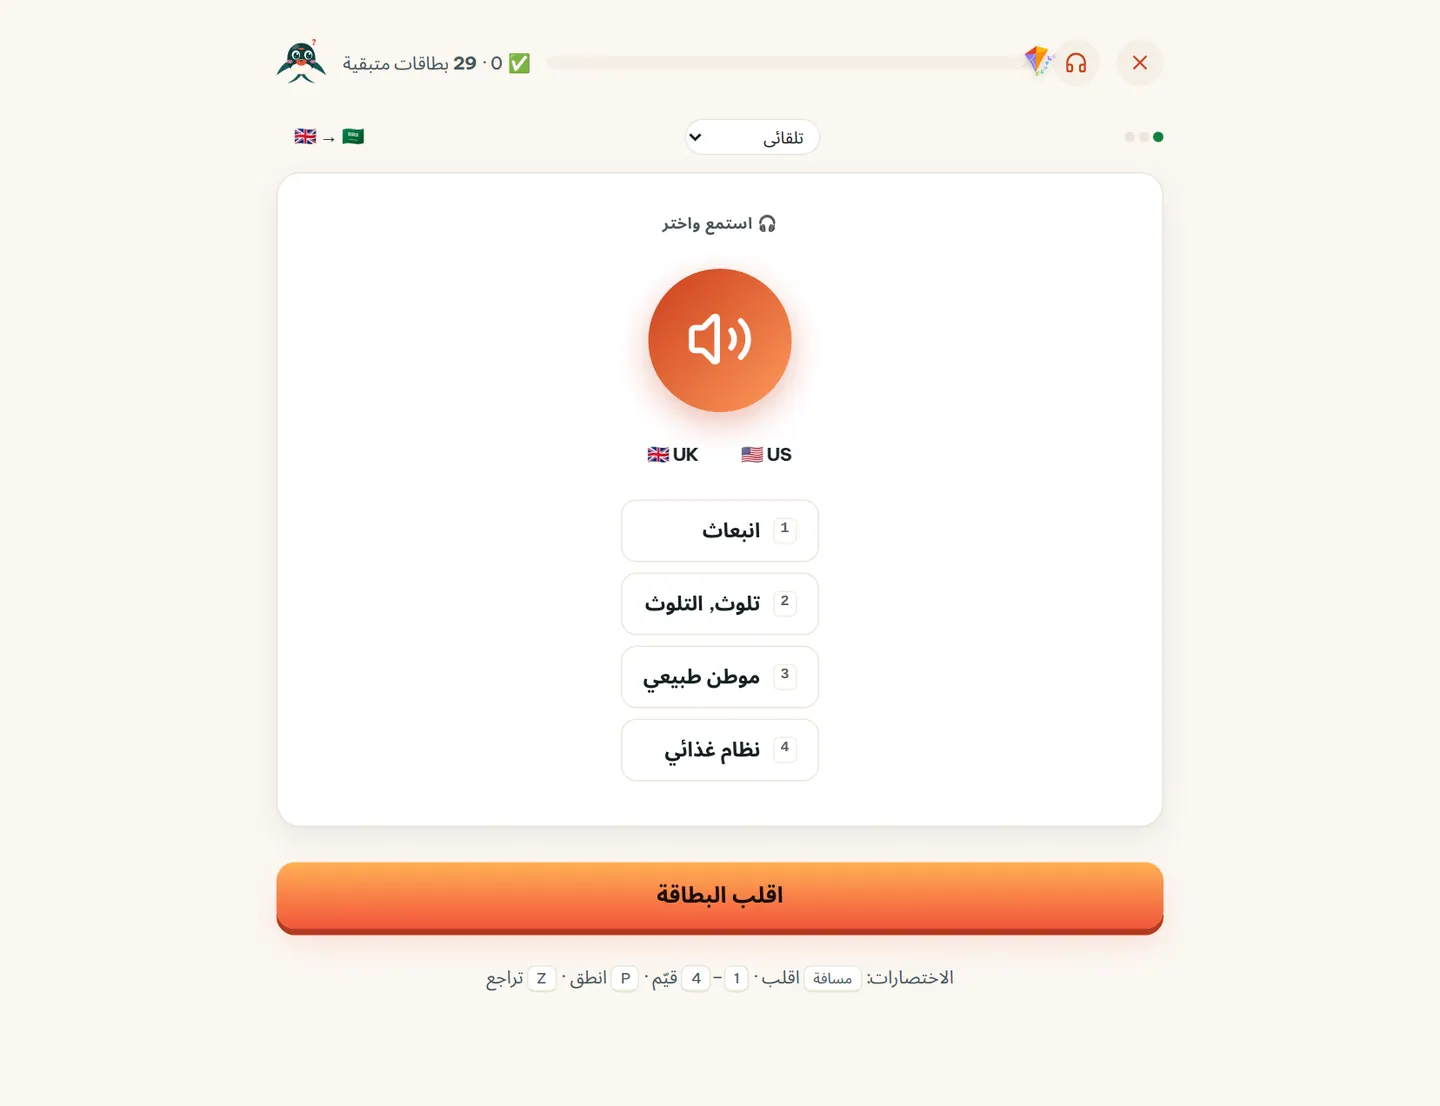 ✅ 0 · 29 بطاقات متبقية
تلقائي
🇸🇦 → 🇬🇧
🎧 استمع واختر
🇬🇧 UK 🇺🇸 US
1 انبعاث
2 تلوث, التلوث
3 موطن طبيعي
4 نظام غذائي
اقلب البطاقة
الاختصارات: مسافة اقلب · 1 – 4 قيّم · P انطق · Z تراجع